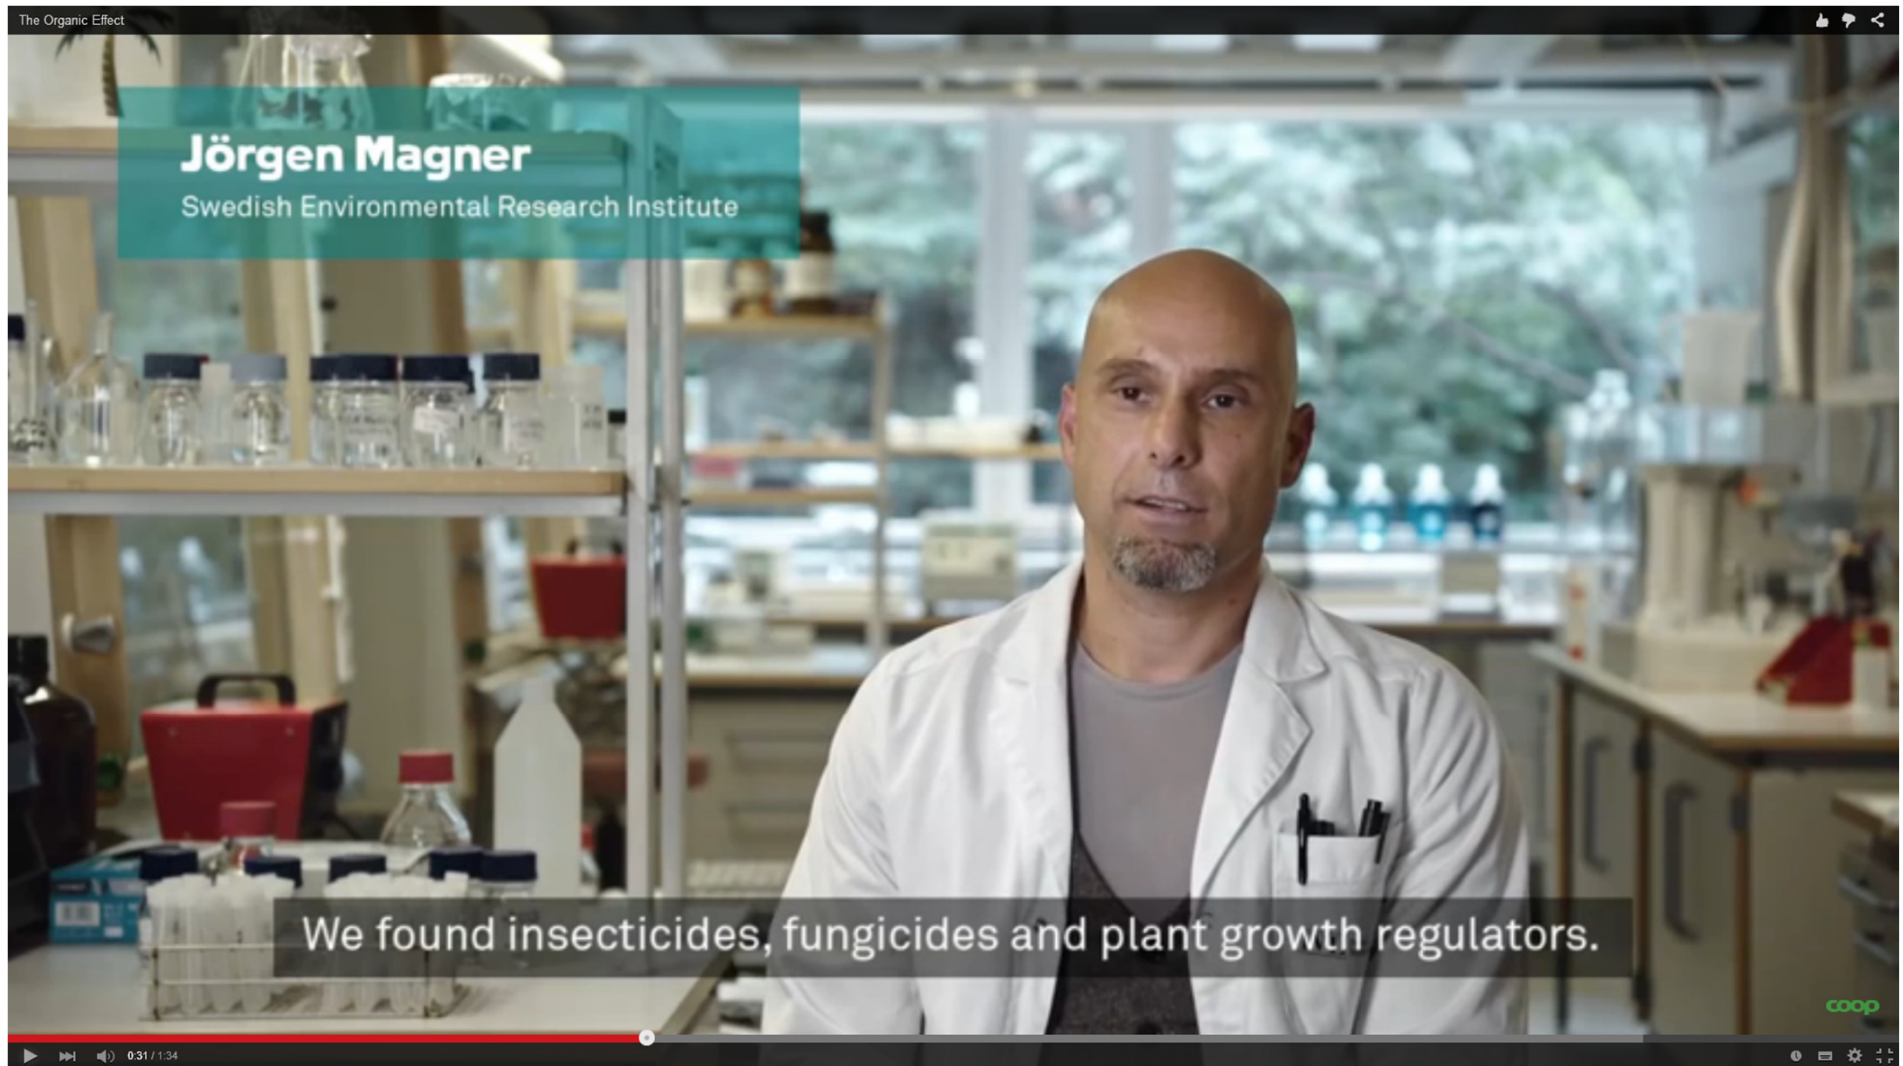 The Organic Effect
Jörgen Magner
Swedish Environmental Research Institute
We found insecticides, fungicides and plant growth regulators.
coop
0:31 / 1:34